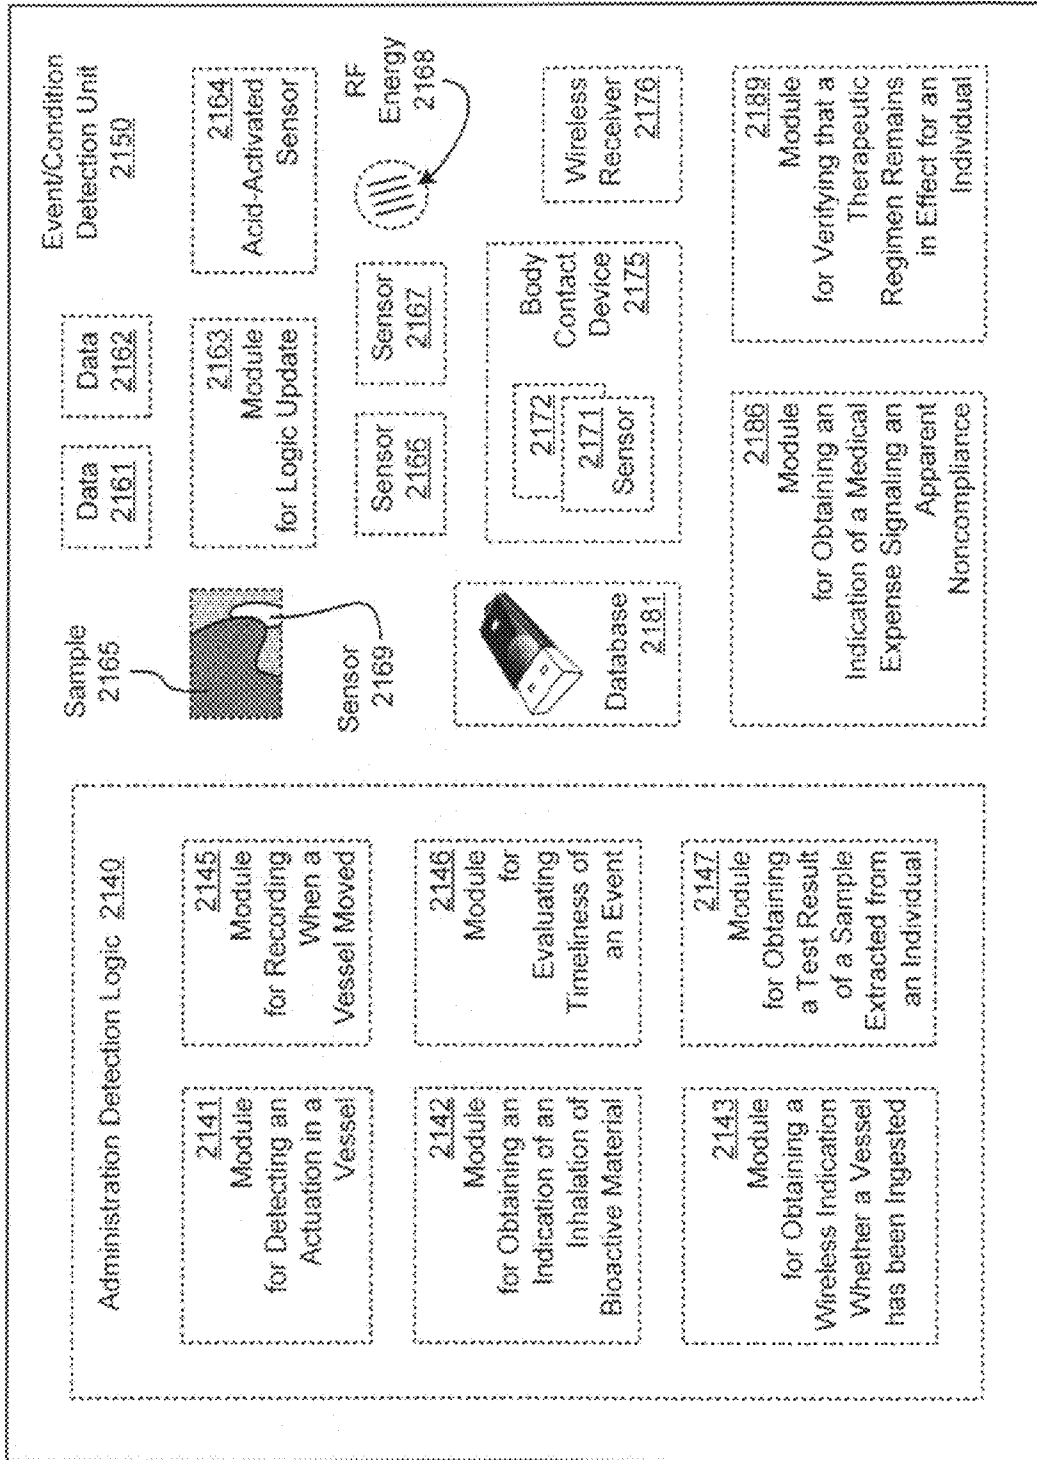 Event/Condition
Detection Unit
2150
Administration Detection Logic 2140
2141
Module
for Detecting an
Actuation in a
Vessel
2145
Module
for Recording
When a
Vessel Moved
2142
Module
for Obtaining an
Indication of an
Inhalation of
Bioactive Material
2146
Module
for
Evaluating
Timeliness of
an Event
2143
Module
for Obtaining a
Wireless Indication
Whether a Vessel
has been Ingested
2147
Module
for Obtaining
a Test Result
of a Sample
Extracted from
an Individual
Sample
2165
Sensor
2169
Data
2161
Data
2162
2163
Module
for Logic Update
2164
Acid-Activated
Sensor
Sensor
2166
Sensor
2167
RF
Energy
2168
Database
2181
2172
2171
Sensor
Body
Contact
Device
2175
Wireless
Receiver
2176
2186
Module
for Obtaining an
Indication of a Medical
Expense Signaling an
Apparent
Noncompliance
2189
Module
for Verifying that a
Therapeutic
Regimen Remains
in Effect for an
Individual